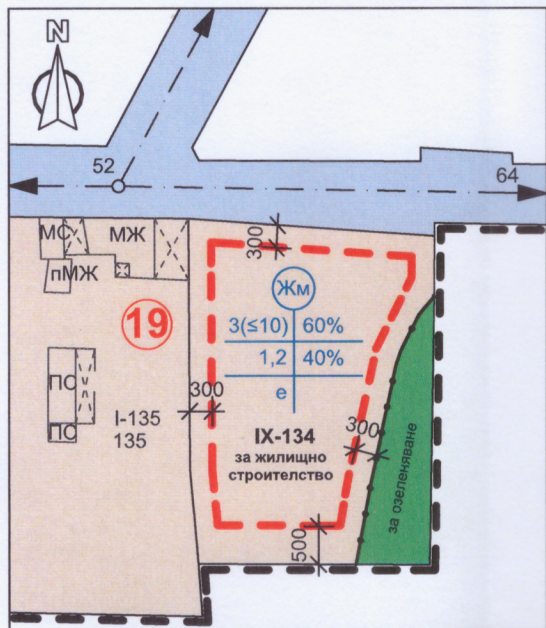 N
52
64
МС
МЖ
пМЖ
300
19
Жм
3(≤10) 60%
1,2 40%
е
ПС
ПС
I-135
135
300
300
IX-134
за жилищно
строителство
за озеленяване
500